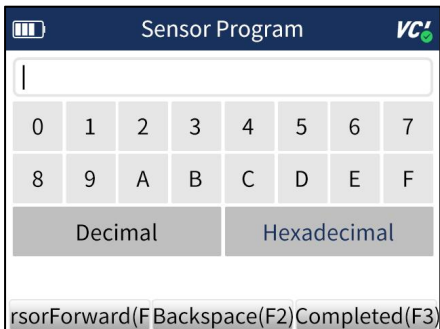 Sensor Program VCI
0 1 2 3 4 5 6 7
8 9 A B C D E F
Decimal Hexadecimal
rsorForward(F Backspace(F2) Completed(F3)